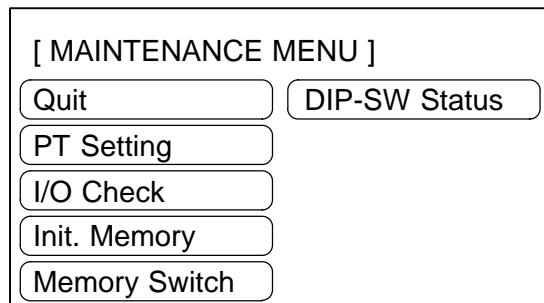 [ MAINTENANCE MENU ]
Quit
DIP-SW Status
PT Setting
I/O Check
Init. Memory
Memory Switch